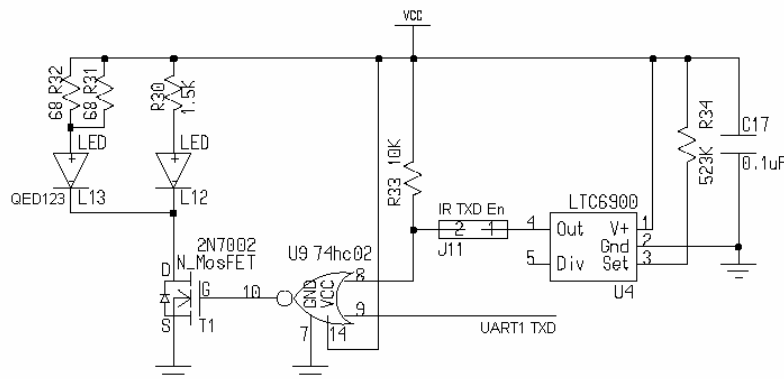 VCC
68 R32
68 R31
R30
1.5K
R33 10K
R34
523K
C17
0.1uF
LED
LED
QED123
L13
L12
IR TXD En
2 1
J11
LTC6900
4 Out V+ 1
Gnd 2
5 Div Set 3
U4
2N7002
N_MosFET
D
G
S
T1
U9 74hc02
10
GND
VCC
8
9
7
14
UART1 TXD